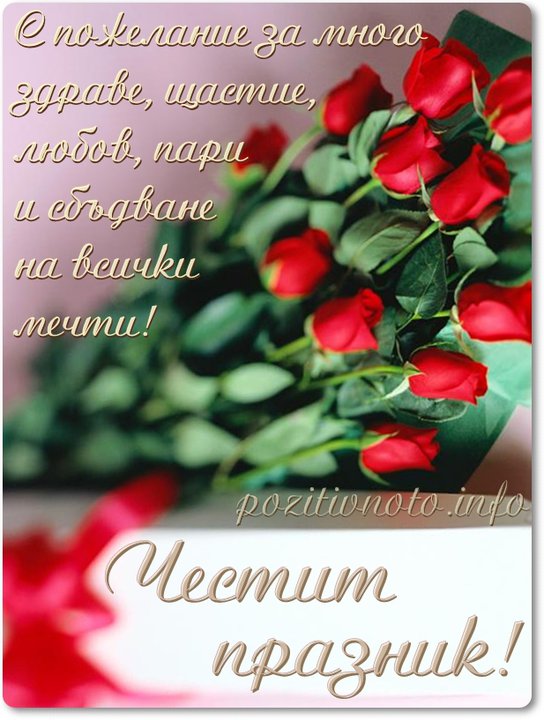 С пожелание за много
здраве, щастие,
любов, пари
и сбъдване
на всички
мечти!
pozitivnoto.info
Честит
празник!